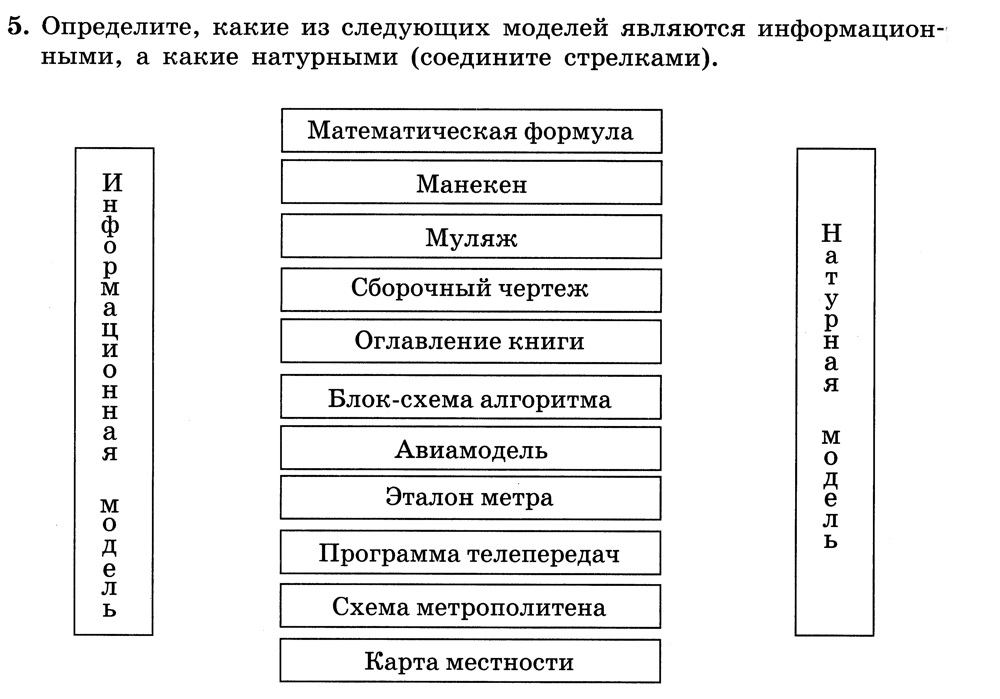 5. Определите, какие из следующих моделей являются информацион-
ными, а какие натурными (соедините стрелками).
Информационная модель
Математическая формула
Манекен
Муляж
Сборочный чертеж
Оглавление книги
Блок-схема алгоритма
Авиамодель
Эталон метра
Программа телепередач
Схема метрополитена
Карта местности
Натурная модель